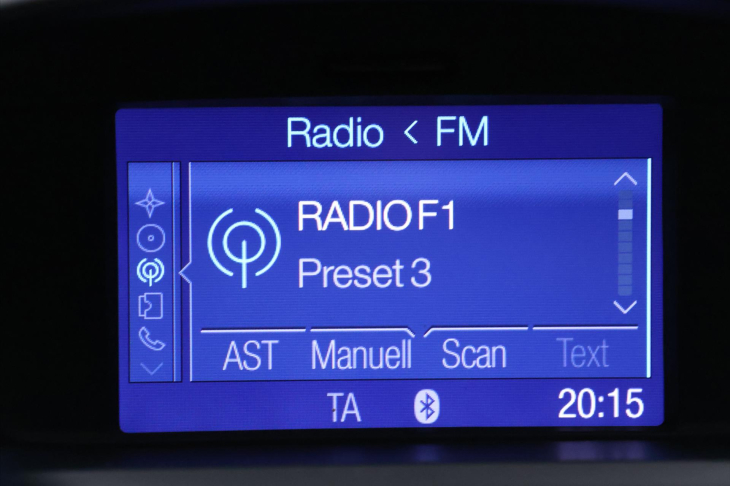 Radio < FM
RADIO F1
Preset 3
AST Manuell Scan Text
TA 20:15